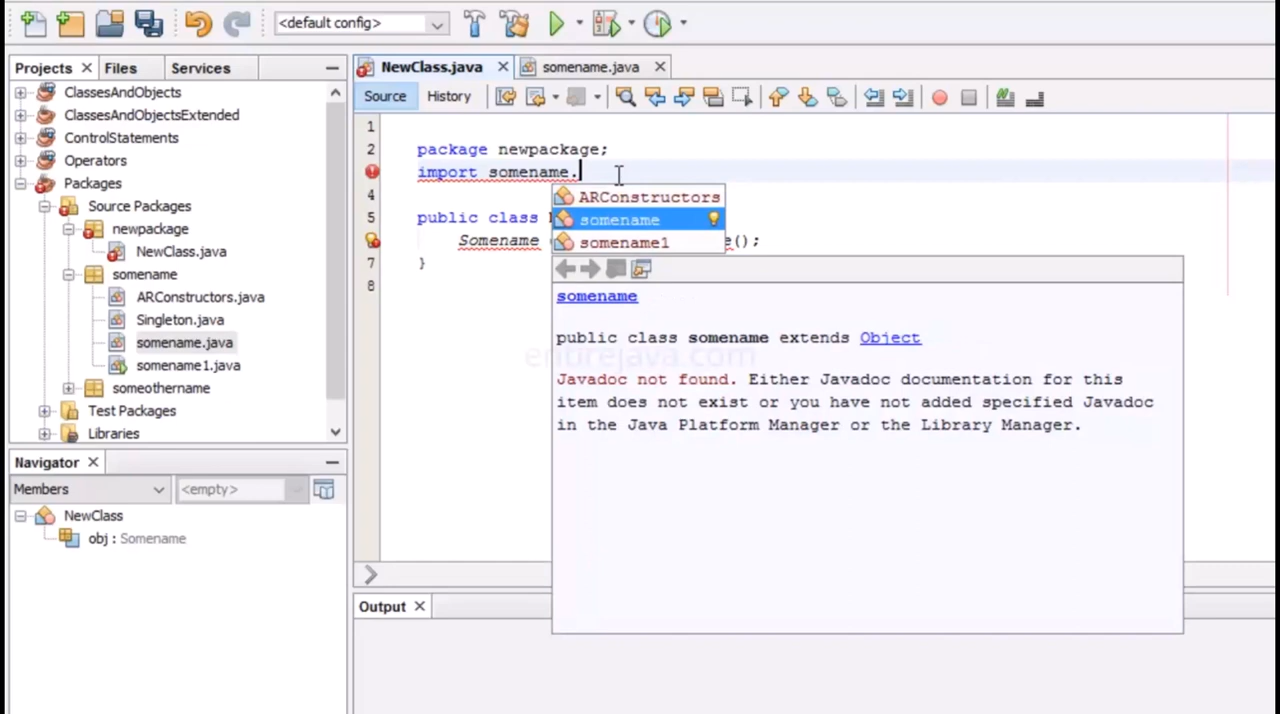 <default config>
Projects Files Services
ClassesAndObjects
ClassesAndObjectsExtended
ControlStatements
Operators
Packages
Source Packages
newpackage
NewClass.java
somename
ARConstructors.java
Singleton.java
somename.java
somename1.java
someothername
Test Packages
Libraries
Navigator
Members <empty>
NewClass
obj : Somename
NewClass.java somename.java
Source History
1
2 package newpackage;
import somename.
4
5 public class
Somename e();
7 }
8
ARConstructors
somename
somename1
somename
public class somename extends Object
entirejava.com
Javadoc not found. Either Javadoc documentation for this
item does not exist or you have not added specified Javadoc
in the Java Platform Manager or the Library Manager.
Output